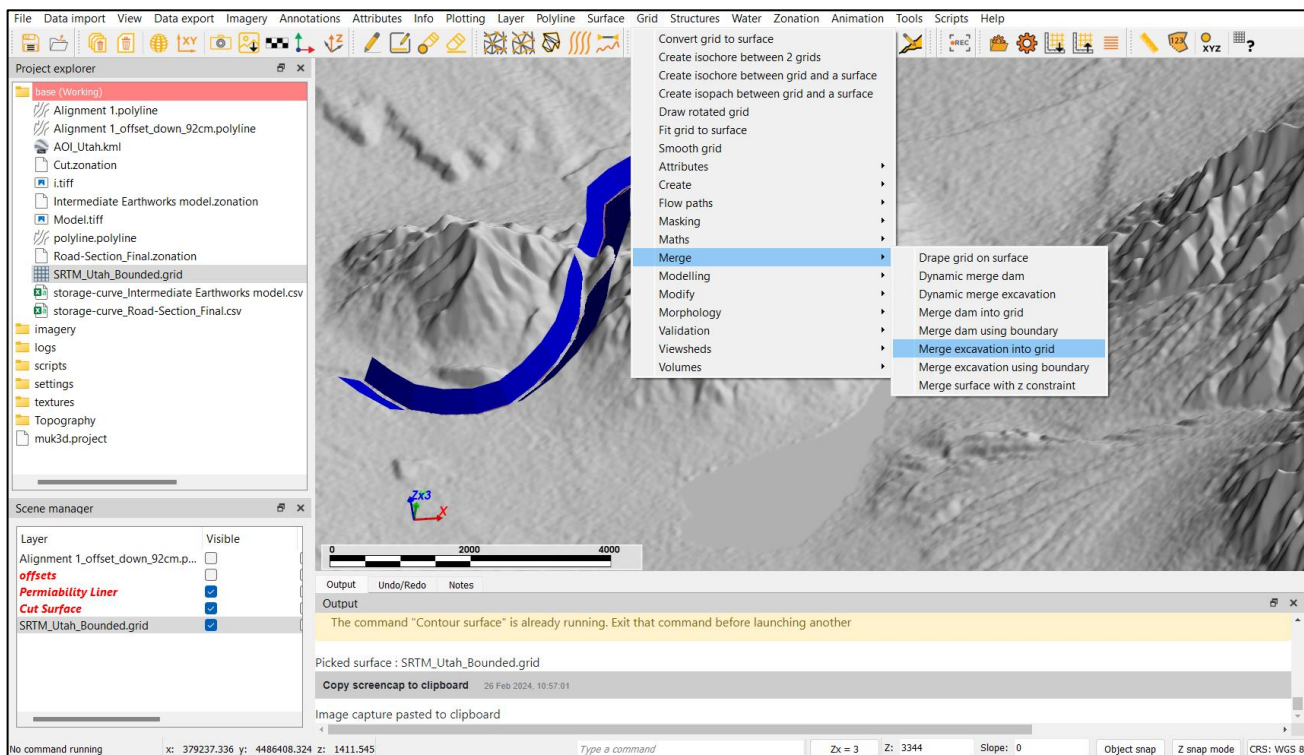 File Data import View Data export Imagery Annotations Attributes Info Plotting Layer Polyline Surface Grid Structures Water Zonation Animation Tools Scripts Help
XY
REC
123
XYZ
?
Project explorer
base (Working)
Alignment 1.polyline
Alignment 1_offset_down_92cm.polyline
AOI_Utah.kml
Cut.zonation
i.tiff
Intermediate Earthworks model.zonation
Model.tiff
polyline.polyline
Road-Section_Final.zonation
SRTM_Utah_Bounded.grid
storage-curve_Intermediate Earthworks model.csv
storage-curve_Road-Section_Final.csv
imagery
logs
scripts
settings
textures
Topography
muk3d.project
Convert grid to surface
Create isochore between 2 grids
Create isochore between grid and a surface
Create isopach between grid and a surface
Draw rotated grid
Fit grid to surface
Smooth grid
Attributes
Create
Flow paths
Masking
Maths
Merge
Modelling
Modify
Morphology
Validation
Viewsheds
Volumes
Drape grid on surface
Dynamic merge dam
Dynamic merge excavation
Merge dam into grid
Merge dam using boundary
Merge excavation into grid
Merge excavation using boundary
Merge surface with z constraint
Zx3
X
0 2000 4000
Scene manager
Layer Visible
Alignment 1_offset_down_92cm.p...
offsets
Permiability Liner
Cut Surface
SRTM_Utah_Bounded.grid
Output Undo/Redo Notes
Output
The command "Contour surface" is already running. Exit that command before launching another
Picked surface : SRTM_Utah_Bounded.grid
Copy screencap to clipboard 26 Feb 2024, 10:57:01
Image capture pasted to clipboard
No command running x: 379237.336 y: 4486408.324 z: 1411.545 Type a command Zx = 3 Z: 3344 Slope: 0 Object snap Z snap mode CRS: WGS 8